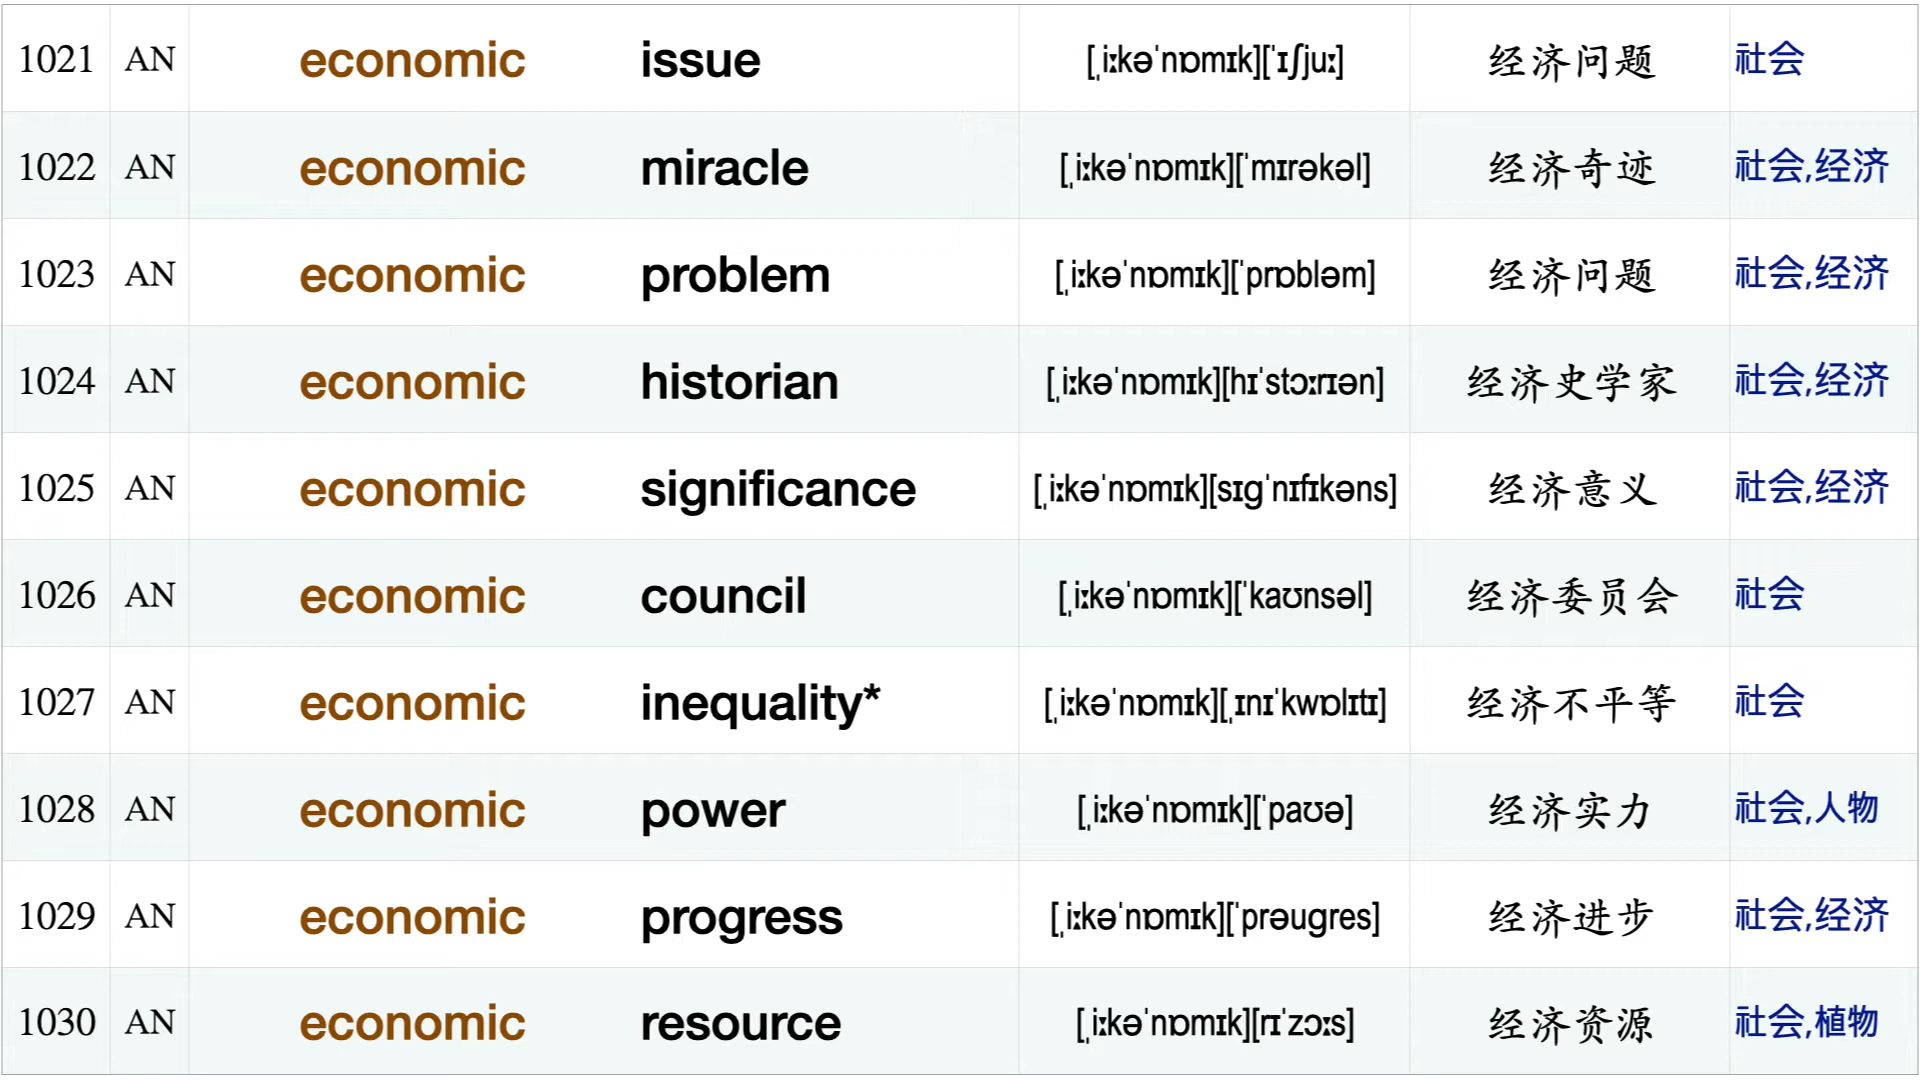 1021 AN economic issue [ˌiːkəˈnɒmɪk][ˈɪʃjuː] 经济问题 社会
1022 AN economic miracle [ˌiːkəˈnɒmɪk][ˈmɪrəkəl] 经济奇迹 社会,经济
1023 AN economic problem [ˌiːkəˈnɒmɪk][ˈprɒbləm] 经济问题 社会,经济
1024 AN economic historian [ˌiːkəˈnɒmɪk][hɪˈstɔːrɪən] 经济史学家 社会,经济
1025 AN economic significance [ˌiːkəˈnɒmɪk][sɪɡˈnɪfɪkəns] 经济意义 社会,经济
1026 AN economic council [ˌiːkəˈnɒmɪk][ˈkaʊnsəl] 经济委员会 社会
1027 AN economic inequality* [ˌiːkəˈnɒmɪk][ˌɪnɪˈkwɒlɪtɪ] 经济不平等 社会
1028 AN economic power [ˌiːkəˈnɒmɪk][ˈpaʊə] 经济实力 社会,人物
1029 AN economic progress [ˌiːkəˈnɒmɪk][ˈprəuɡres] 经济进步 社会,经济
1030 AN economic resource [ˌiːkəˈnɒmɪk][rɪˈzɔːs] 经济资源 社会,植物